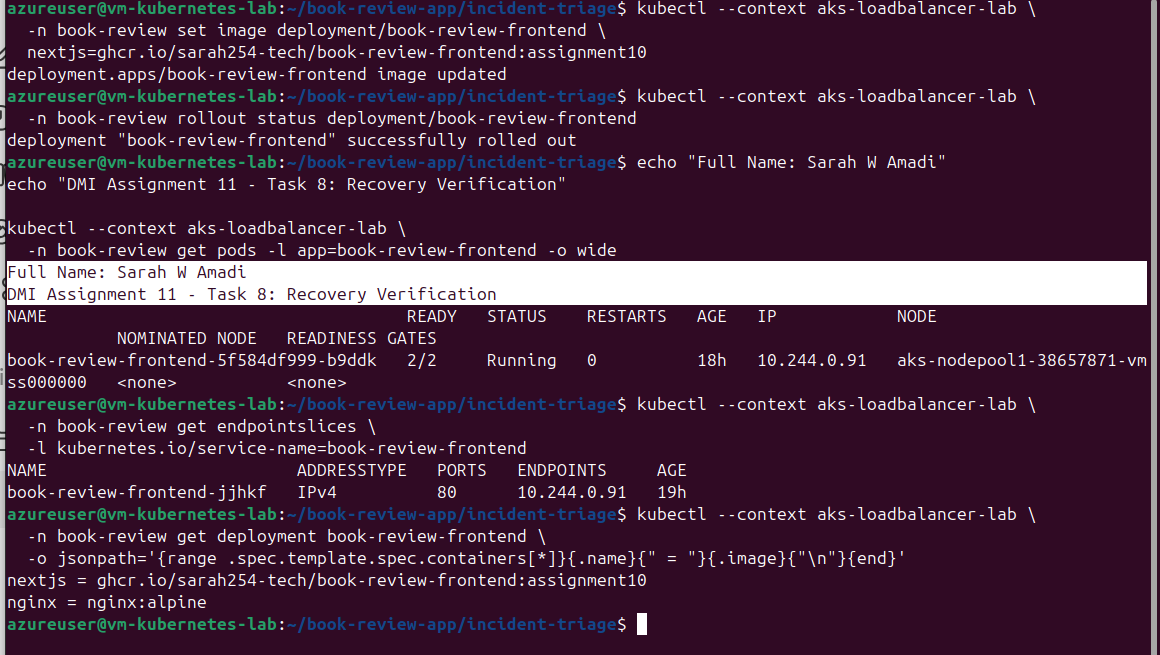 azureuser@vm-kubernetes-lab:~/book-review-app/incident-triage$ kubectl --context aks-loadbalancer-lab \
  -n book-review set image deployment/book-review-frontend \
  nextjs=ghcr.io/sarah254-tech/book-review-frontend:assignment10
deployment.apps/book-review-frontend image updated
azureuser@vm-kubernetes-lab:~/book-review-app/incident-triage$ kubectl --context aks-loadbalancer-lab \
  -n book-review rollout status deployment/book-review-frontend
deployment "book-review-frontend" successfully rolled out
azureuser@vm-kubernetes-lab:~/book-review-app/incident-triage$ echo "Full Name: Sarah W Amadi"
echo "DMI Assignment 11 - Task 8: Recovery Verification"
kubectl --context aks-loadbalancer-lab \
  -n book-review get pods -l app=book-review-frontend -o wide
Full Name: Sarah W Amadi
DMI Assignment 11 - Task 8: Recovery Verification
NAME                                    READY   STATUS    RESTARTS   AGE   IP            NODE
           NOMINATED NODE   READINESS GATES
book-review-frontend-5f584df999-b9ddk   2/2     Running   0          18h   10.244.0.91   aks-nodepool1-38657871-vm
ss000000   <none>           <none>
azureuser@vm-kubernetes-lab:~/book-review-app/incident-triage$ kubectl --context aks-loadbalancer-lab \
  -n book-review get endpointslices \
  -l kubernetes.io/service-name=book-review-frontend
NAME                         ADDRESSTYPE   PORTS   ENDPOINTS     AGE
book-review-frontend-jjhkf   IPv4          80      10.244.0.91   19h
azureuser@vm-kubernetes-lab:~/book-review-app/incident-triage$ kubectl --context aks-loadbalancer-lab \
  -n book-review get deployment book-review-frontend \
  -o jsonpath='{range .spec.template.spec.containers[*]}{.name}{" = "}{.image}{"\n"}{end}'
nextjs = ghcr.io/sarah254-tech/book-review-frontend:assignment10
nginx = nginx:alpine
azureuser@vm-kubernetes-lab:~/book-review-app/incident-triage$